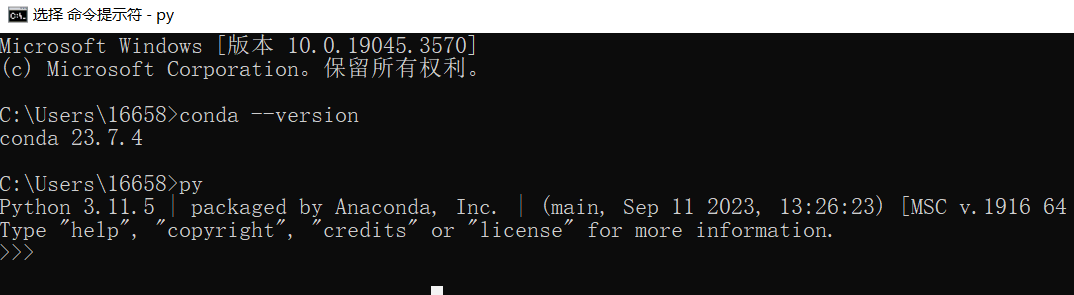 选择 命令提示符 - py
Microsoft Windows [版本 10.0.19045.3570]
(c) Microsoft Corporation。保留所有权利。
C:\Users\16658>conda --version
conda 23.7.4
C:\Users\16658>py
Python 3.11.5 | packaged by Anaconda, Inc. | (main, Sep 11 2023, 13:26:23) [MSC v.1916 64
Type "help", "copyright", "credits" or "license" for more information.
>>>